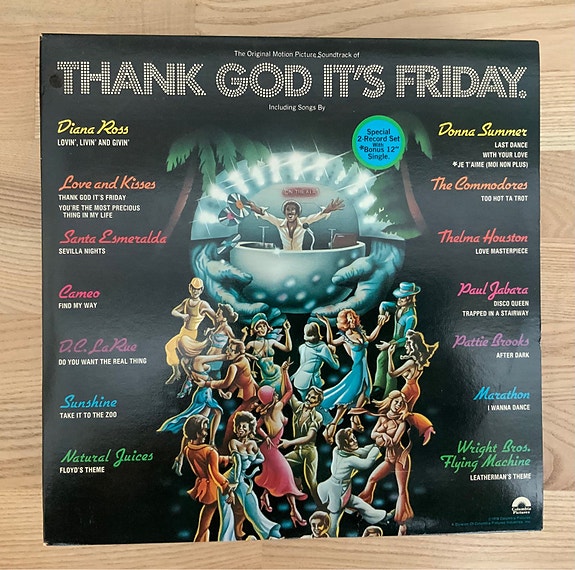 The Original Motion Picture Soundtrack of
THANK GOD IT'S FRIDAY.
Including Songs By
Diana Ross
LOVIN', LIVIN' AND GIVIN'
Love and Kisses
THANK GOD IT'S FRIDAY
YOU'RE THE MOST PRECIOUS
THING IN MY LIFE
Santa Esmeralda
SEVILLA NIGHTS
Cameo
FIND MY WAY
D.C. LaRue
DO YOU WANT THE REAL THING
Sunshine
TAKE IT TO THE ZOO
Natural Juices
FLOYD'S THEME
Special
2-Record Set
With
*Bonus 12"
Single.
Donna Summer
LAST DANCE
WITH YOUR LOVE
*JE T'AIME (MOI NON PLUS)
The Commodores
TOO HOT TA TROT
Thelma Houston
LOVE MASTERPIECE
Paul Jabara
DISCO QUEEN
TRAPPED IN A STAIRWAY
Pattie Brooks
AFTER DARK
Marathon
I WANNA DANCE
Wright Bros.
Flying Machine
LEATHERMAN'S THEME
Columbia
Pictures